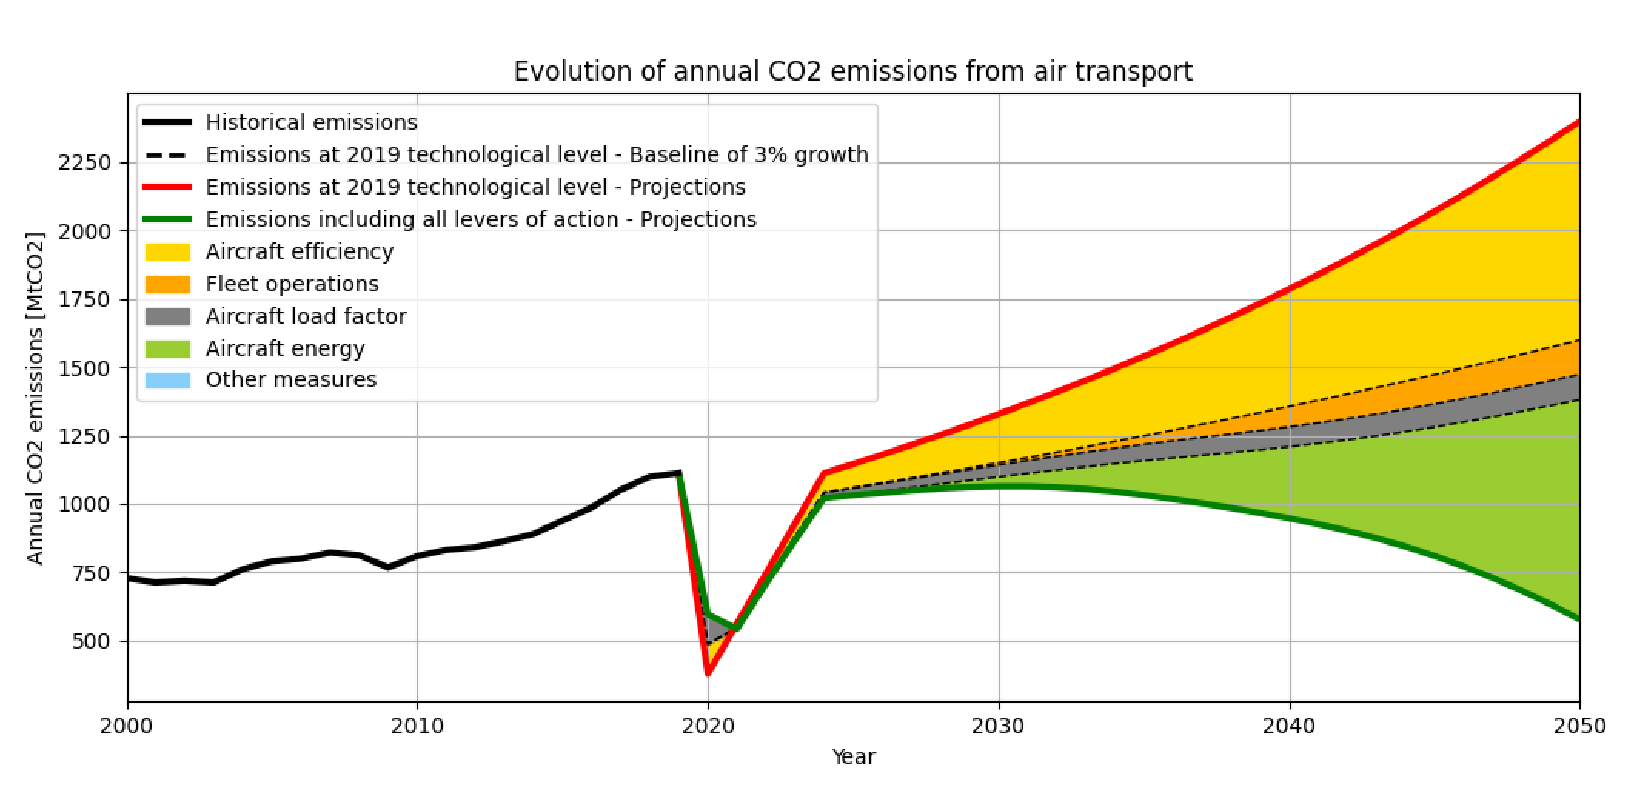 Evolution of annual CO2 emissions from air transport
Historical emissions
Emissions at 2019 technological level - Baseline of 3% growth
Emissions at 2019 technological level - Projections
Emissions including all levers of action - Projections
Aircraft efficiency
Fleet operations
Aircraft load factor
Aircraft energy
Other measures
Annual CO2 emissions [MtCO2]
2250
2000
1750
1500
1250
1000
750
500
2000 2010 2020 2030 2040 2050
Year